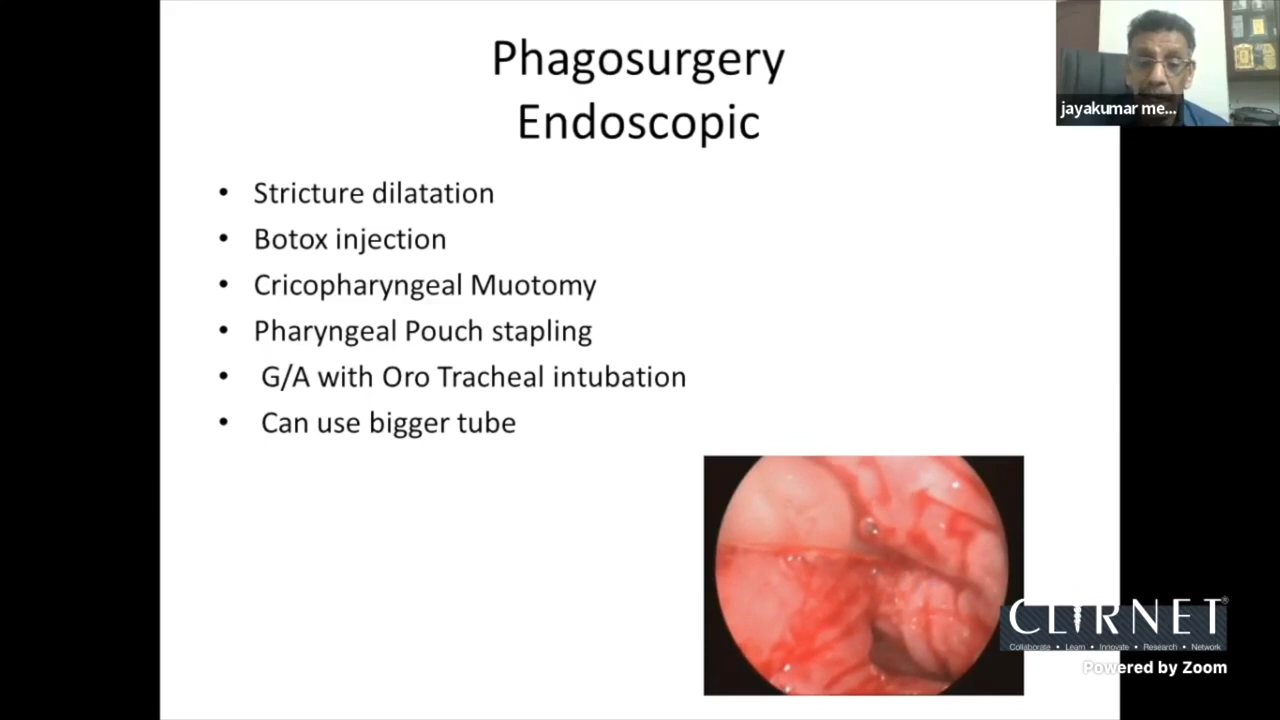 Phagosurgery
Endoscopic
jayakumar me...
• Stricture dilatation
• Botox injection
• Cricopharyngeal Muotomy
• Pharyngeal Pouch stapling
• G/A with Oro Tracheal intubation
• Can use bigger tube
CLIRNET®
Collaborate • Learn • Innovate • Research • Network
Powered by Zoom